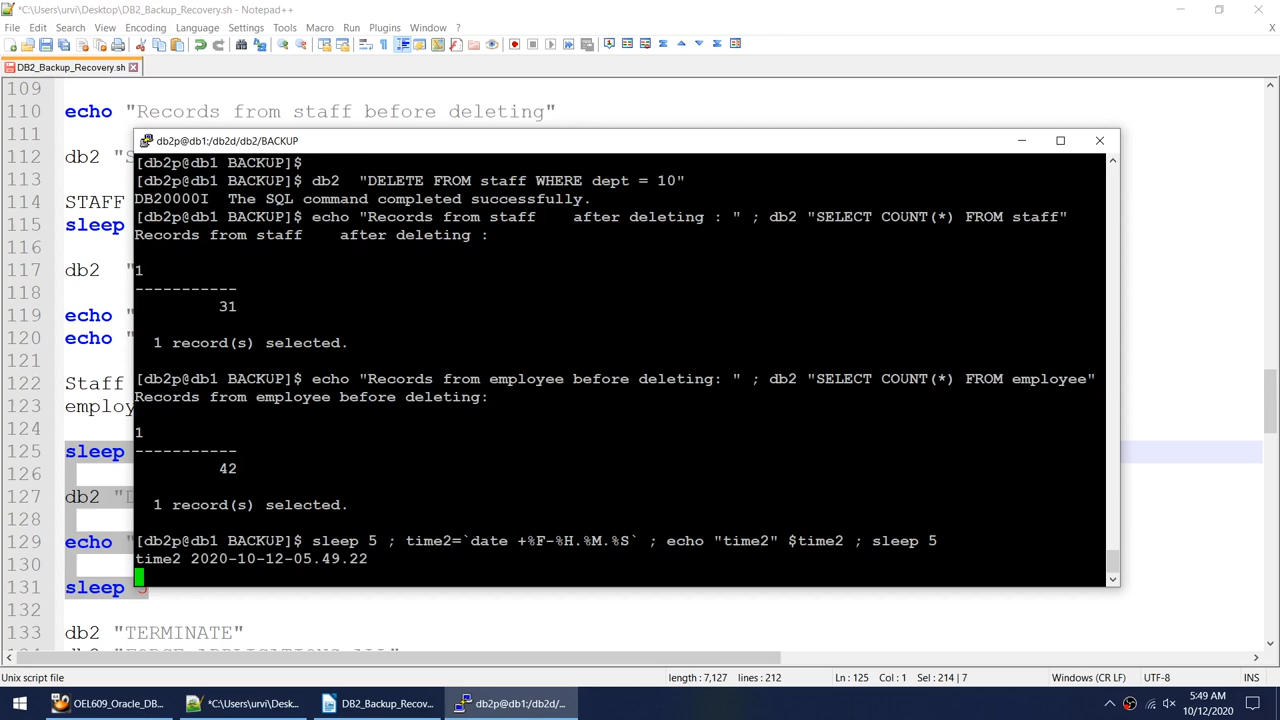 *C:\Users\urvi\Desktop\DB2_Backup_Recovery.sh - Notepad++
File Edit Search View Encoding Language Settings Tools Macro Run Plugins Window ?
X
DB2_Backup_Recovery.sh
109
110 echo "Records from staff before deleting"
111
112 db2 "S
113
114 STAFF
115 sleep
116
117 db2 "
118
119 echo "
120 echo "
121
122 Staff
123 employ
124
125 sleep
126
127 db2 "D
128
129 echo "
130
131 sleep 5
132
133 db2 "TERMINATE"
db2p@db1:/db2d/db2/BACKUP
[db2p@db1 BACKUP]$
[db2p@db1 BACKUP]$ db2 "DELETE FROM staff WHERE dept = 10"
DB20000I The SQL command completed successfully.
[db2p@db1 BACKUP]$ echo "Records from staff after deleting : " ; db2 "SELECT COUNT(*) FROM staff"
Records from staff after deleting :
1
-----------
31
1 record(s) selected.
[db2p@db1 BACKUP]$ echo "Records from employee before deleting: " ; db2 "SELECT COUNT(*) FROM employee"
Records from employee before deleting:
1
-----------
42
1 record(s) selected.
[db2p@db1 BACKUP]$ sleep 5 ; time2=`date +%F-%H.%M.%S` ; echo "time2" $time2 ; sleep 5
time2 2020-10-12-05.49.22
Unix script file length : 7,127 lines : 212 Ln : 125 Col : 1 Sel : 214 | 7 Windows (CR LF) UTF-8 INS
OEL609_Oracle_DB... *C:\Users\urvi\Desk... DB2_Backup_Recov... db2p@db1:/db2d/... 5:49 AM
10/12/2020